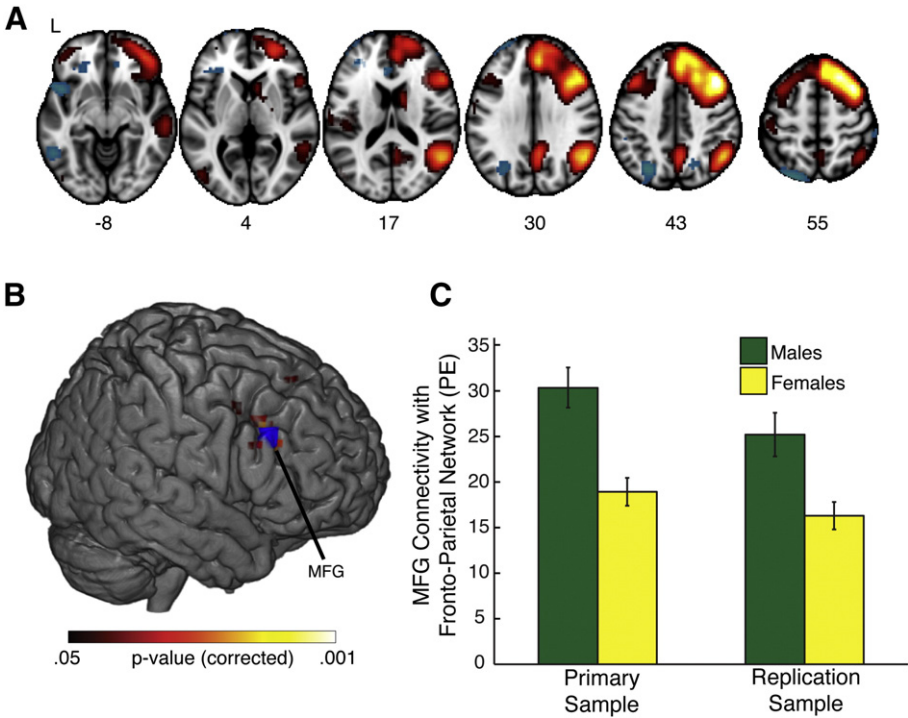 A
L
-8
4
17
30
43
55
B
MFG
.05 p-value (corrected) .001
C
MFG Connectivity with
Fronto-Parietal Network (PE)
35
30
25
20
15
10
5
0
Males
Females
Primary
Sample
Replication
Sample